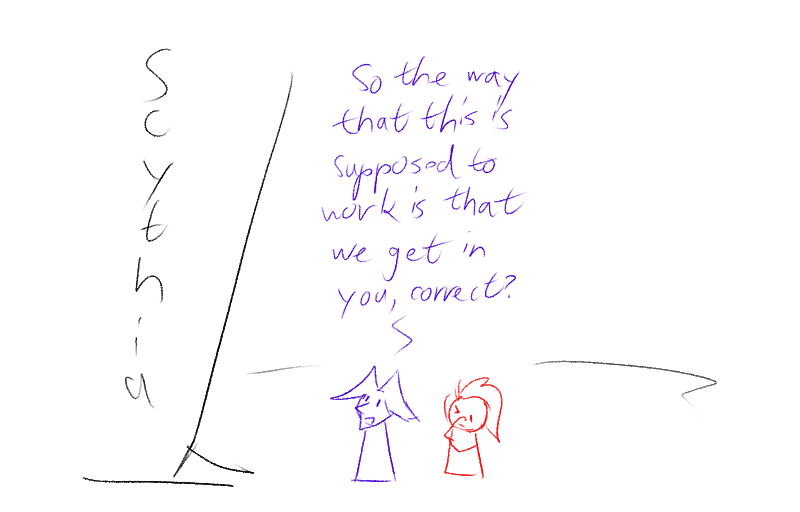 Scythia
So the way
that this is
supposed to
work is that
we get in
you, correct?